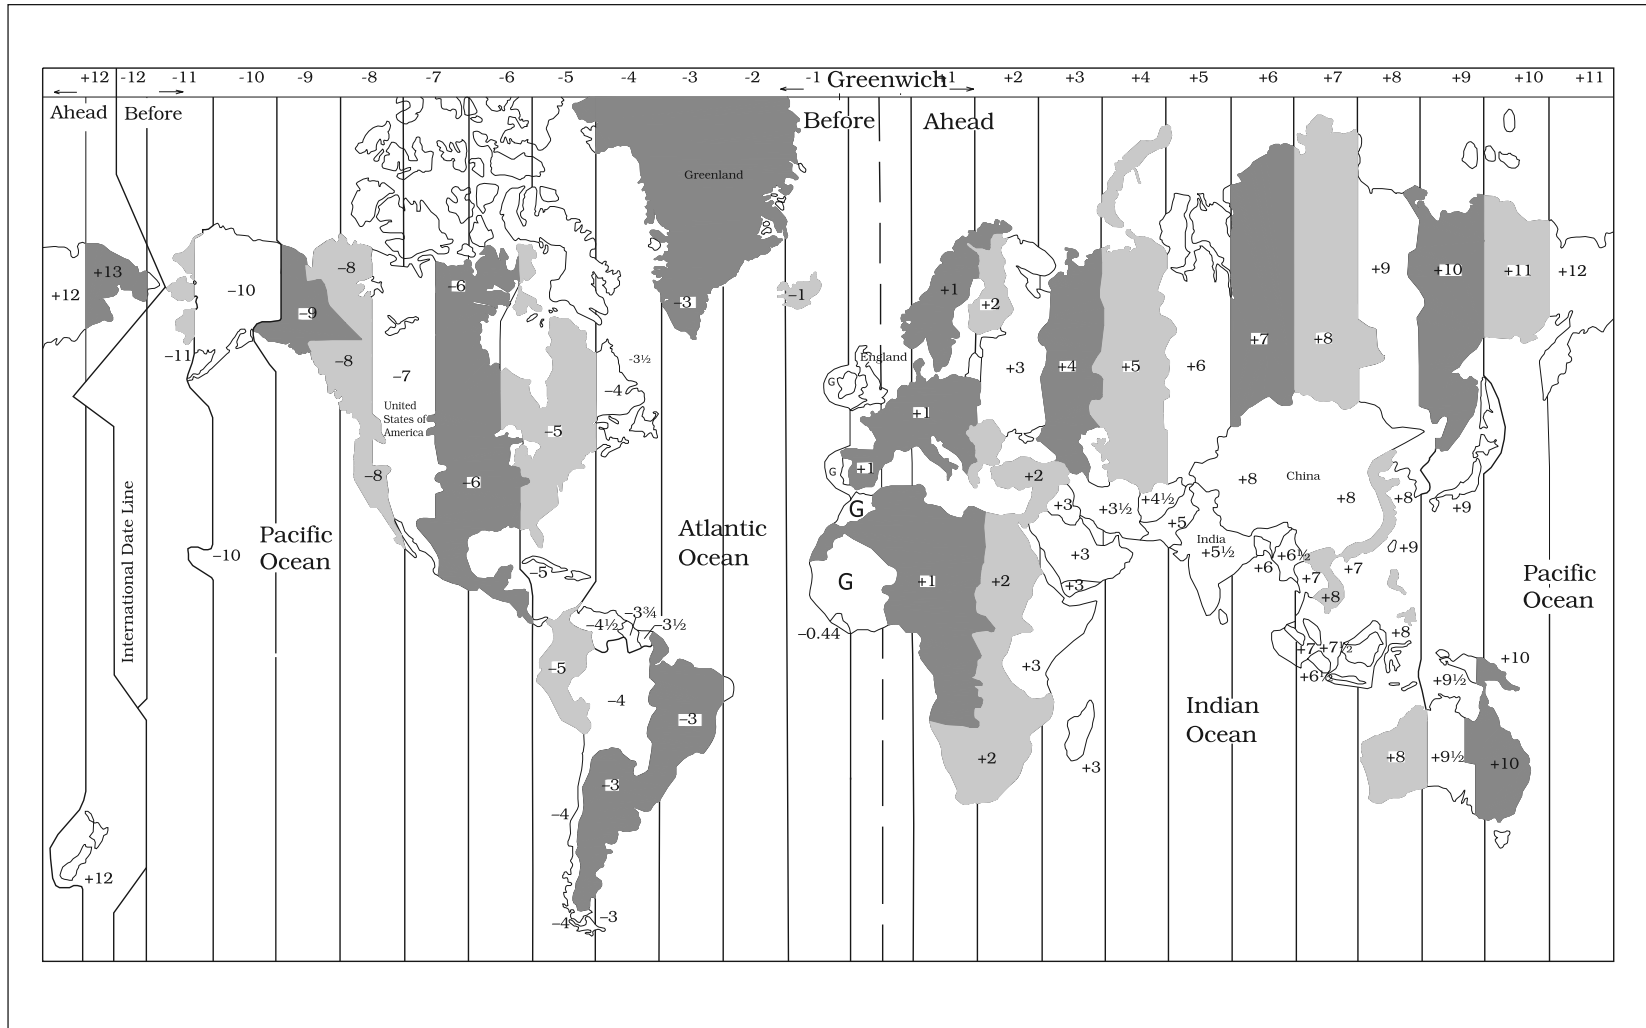 +12 -12 -11 -10 -9 -8 -7 -6 -5 -4 -3 -2 -1 Greenwich +1 +2 +3 +4 +5 +6 +7 +8 +9 +10 +11
Ahead Before Before Ahead
Greenland
+13 –8 +1 +9 +10 +11 +12
+12 –10 –6 –3 –1 +2
–9
–11 –8 -3½ England +7 +8
–7 –4 G +3 +4 +5 +6
United
States of
America
+1
–5
–8 –6 G +1 +2 +8 China
+8 +8
International Date Line
G +3 +3½ +4½ +9
+5
Pacific
Ocean
Atlantic
Ocean
India
+5½ +6½ +9
–10 +3 +6 +7
–5 G +1 +2 +3 +7 +8
Pacific
Ocean
–3¾
–4½ –3½ –0.44 +8
–5 +3 +7 +7½ +10
+6½ +9½
–4
–3
Indian
Ocean
+2 +3 +8 +9½ +10
–3
–4
+12
–4 –3